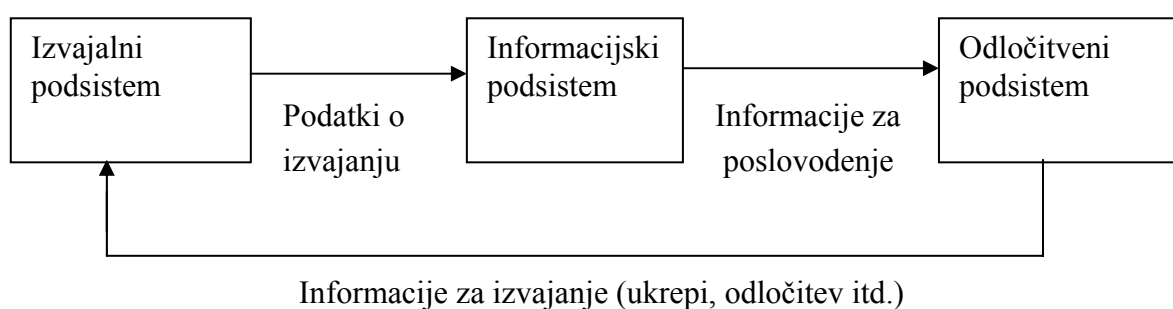 Izvajalni
podsistem
Podatki o
izvajanju
Informacijski
podsistem
Informacije za
poslovodenje
Odločitveni
podsistem
Informacije za izvajanje (ukrepi, odločitev itd.)